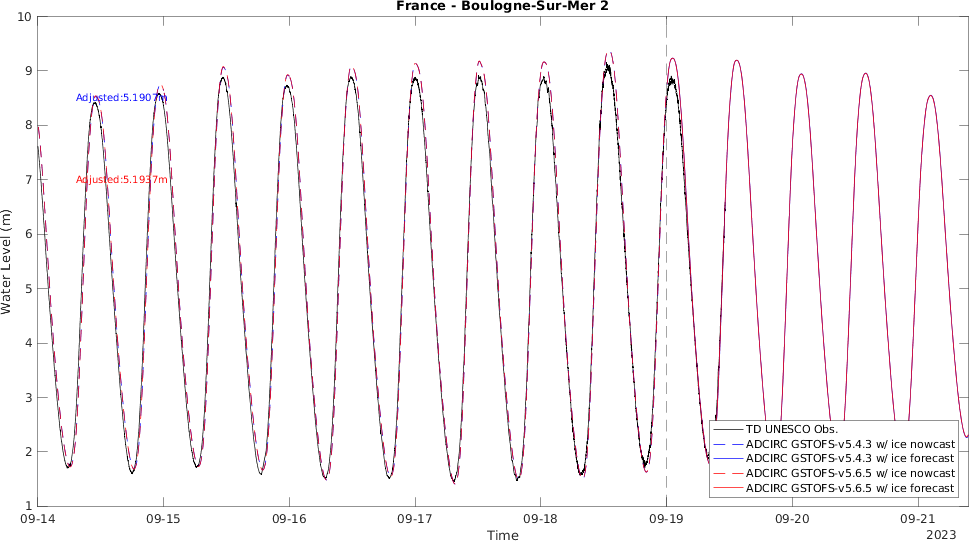 France - Boulogne-Sur-Mer 2
10
9
8
7
6
5
4
3
2
1
Water Level (m)
Adjusted:5.1907m
Adjusted:5.1937m
TD UNESCO Obs.
ADCIRC GSTOFS-v5.4.3 w/ ice nowcast
ADCIRC GSTOFS-v5.4.3 w/ ice forecast
ADCIRC GSTOFS-v5.6.5 w/ ice nowcast
ADCIRC GSTOFS-v5.6.5 w/ ice forecast
09-14 09-15 09-16 09-17 09-18 09-19 09-20 09-21
Time
2023